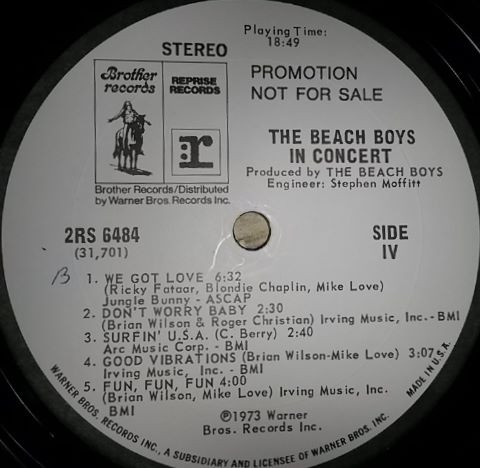 Playing Time:
18:49
STEREO
Brother
records
REPRISE
RECORDS
r:
PROMOTION
NOT FOR SALE
THE BEACH BOYS
IN CONCERT
Produced by THE BEACH BOYS
Engineer: Stephen Moffitt
Brother Records/Distributed
by Warner Bros. Records Inc.
2RS 6484
(31,701)
SIDE
IV
B
1. WE GOT LOVE 6:32
(Ricky Fataar, Blondie Chaplin, Mike Love)
Jungle Bunny - ASCAP
2. DON'T WORRY BABY 2:30
(Brian Wilson & Roger Christian) Irving Music, Inc. - BMI
3. SURFIN' U.S.A. (C. Berry) 2:40
Arc Music Corp. - BMI
4. GOOD VIBRATIONS (Brian Wilson-Mike Love) 3:07
Irving Music, Inc. - BMI
5. FUN, FUN, FUN 4:00
(Brian Wilson, Mike Love) Irving Music, Inc.
BMI
℗1973 Warner
Bros. Records Inc.
WARNER BROS. RECORDS INC., A SUBSIDIARY AND LICENSEE OF WARNER BROS. INC.
MADE IN U.S.A.